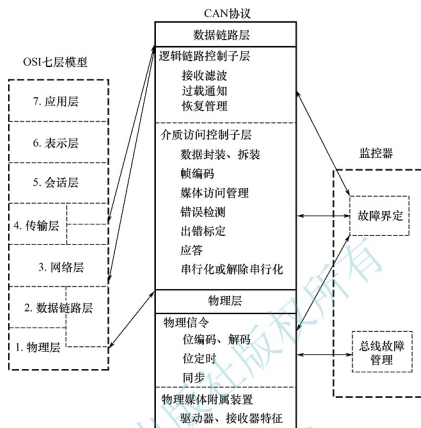 CAN协议
OSI七层模型
7. 应用层
6. 表示层
5. 会话层
4. 传输层
3. 网络层
2. 数据链路层
1. 物理层
数据链路层
逻辑链路控制子层
接收滤波
过载通知
恢复管理
介质访问控制子层
数据封装、拆装
帧编码
媒体访问管理
错误检测
出错标定
应答
串行化或解除串行化
物理层
物理信令
位编码、解码
位定时
同步
物理媒体附属装置
驱动器、接收器特征
监控器
故障界定
总线故障
管理
出版社版权所有